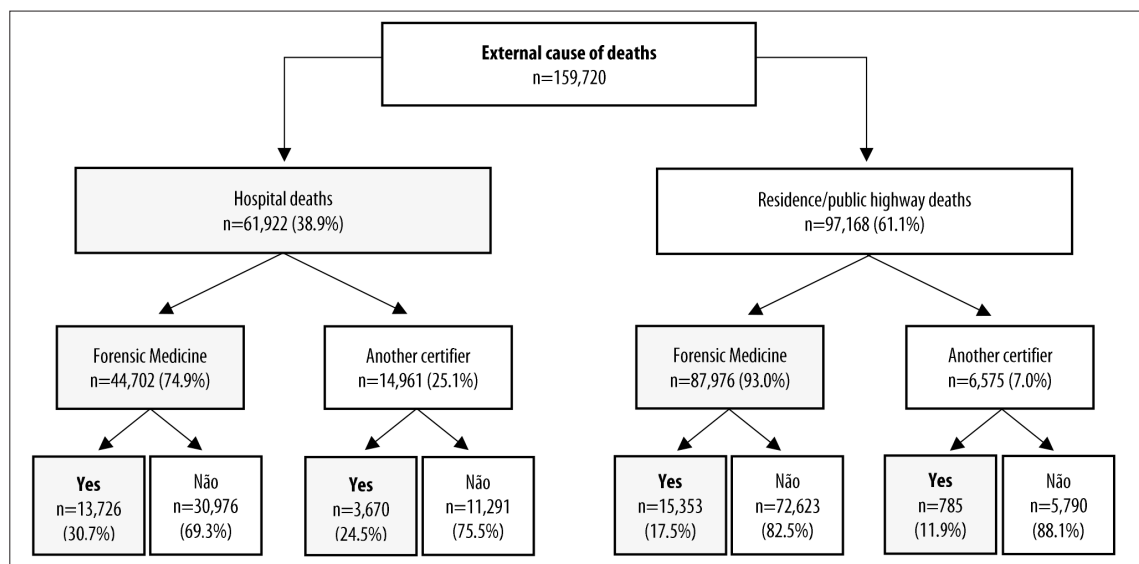 External cause of deaths
n=159,720
Hospital deaths
n=61,922 (38.9%)
Residence/public highway deaths
n=97,168 (61.1%)
Forensic Medicine
n=44,702 (74.9%)
Another certifier
n=14,961 (25.1%)
Forensic Medicine
n=87,976 (93.0%)
Another certifier
n=6,575 (7.0%)
Yes
n=13,726
(30.7%)
Não
n=30,976
(69.3%)
Yes
n=3,670
(24.5%)
Não
n=11,291
(75.5%)
Yes
n=15,353
(17.5%)
Não
n=72,623
(82.5%)
Yes
n=785
(11.9%)
Não
n=5,790
(88.1%)